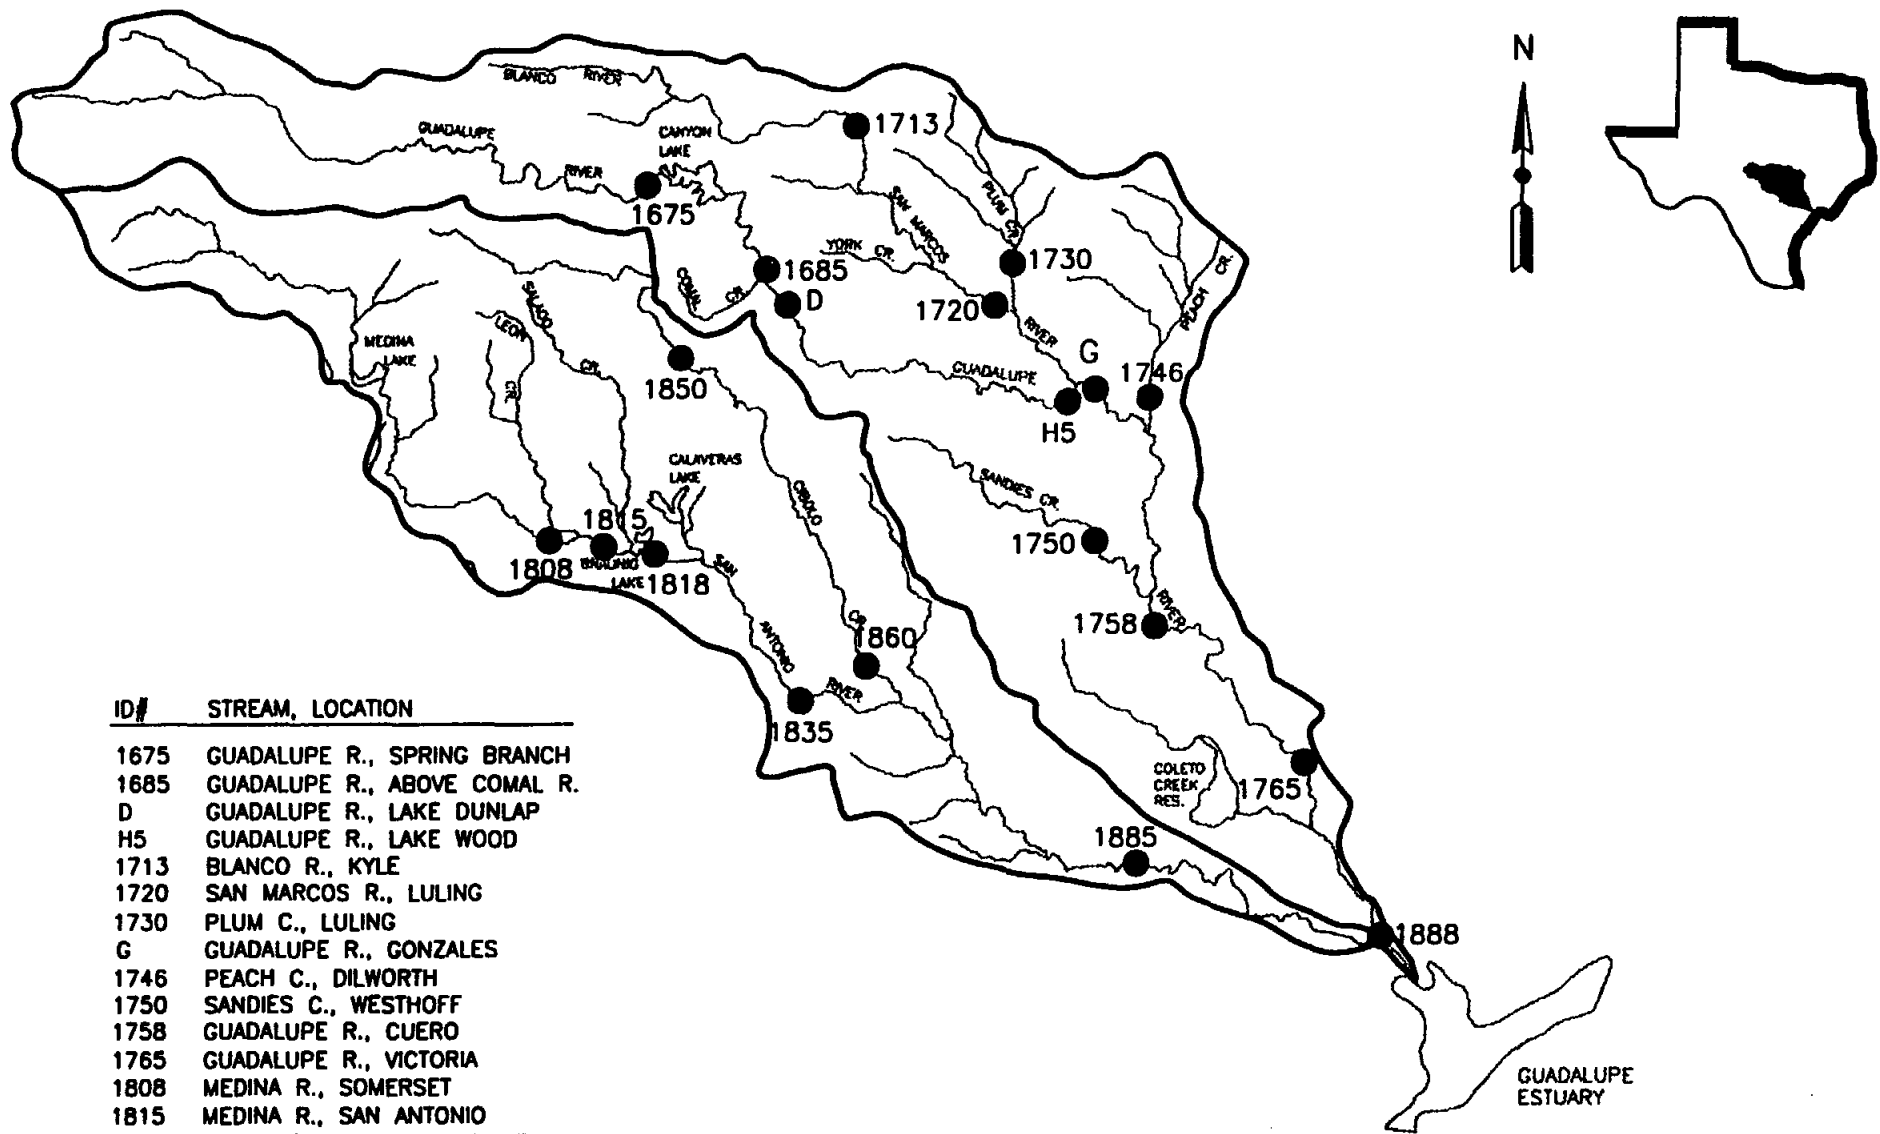 N
BLANCO RIVER
1713
GUADALUPE
CANYON
LAKE
RIVER
1675
PLUM CR.
SAN MARCOS
YORK CR.
1730
1685
COMAL CR.
D
1720
RIVER
PEACH CR.
SALADO
CR.
LEON
CR.
MEDINA
LAKE
1850
GUADALUPE
G
1746
H5
CALAVERAS
LAKE
SANDIES CR.
CIBOLO
CR.
1815
1750
1808
BRAUNIG
LAKE
1818
SAN
ANTONIO
RIVER
1758
RIVER
1860
1835
COLETO
CREEK
RES.
1765
1885
1888
GUADALUPE
ESTUARY
ID# STREAM, LOCATION
1675 GUADALUPE R., SPRING BRANCH
1685 GUADALUPE R., ABOVE COMAL R.
D GUADALUPE R., LAKE DUNLAP
H5 GUADALUPE R., LAKE WOOD
1713 BLANCO R., KYLE
1720 SAN MARCOS R., LULING
1730 PLUM C., LULING
G GUADALUPE R., GONZALES
1746 PEACH C., DILWORTH
1750 SANDIES C., WESTHOFF
1758 GUADALUPE R., CUERO
1765 GUADALUPE R., VICTORIA
1808 MEDINA R., SOMERSET
1815 MEDINA R., SAN ANTONIO